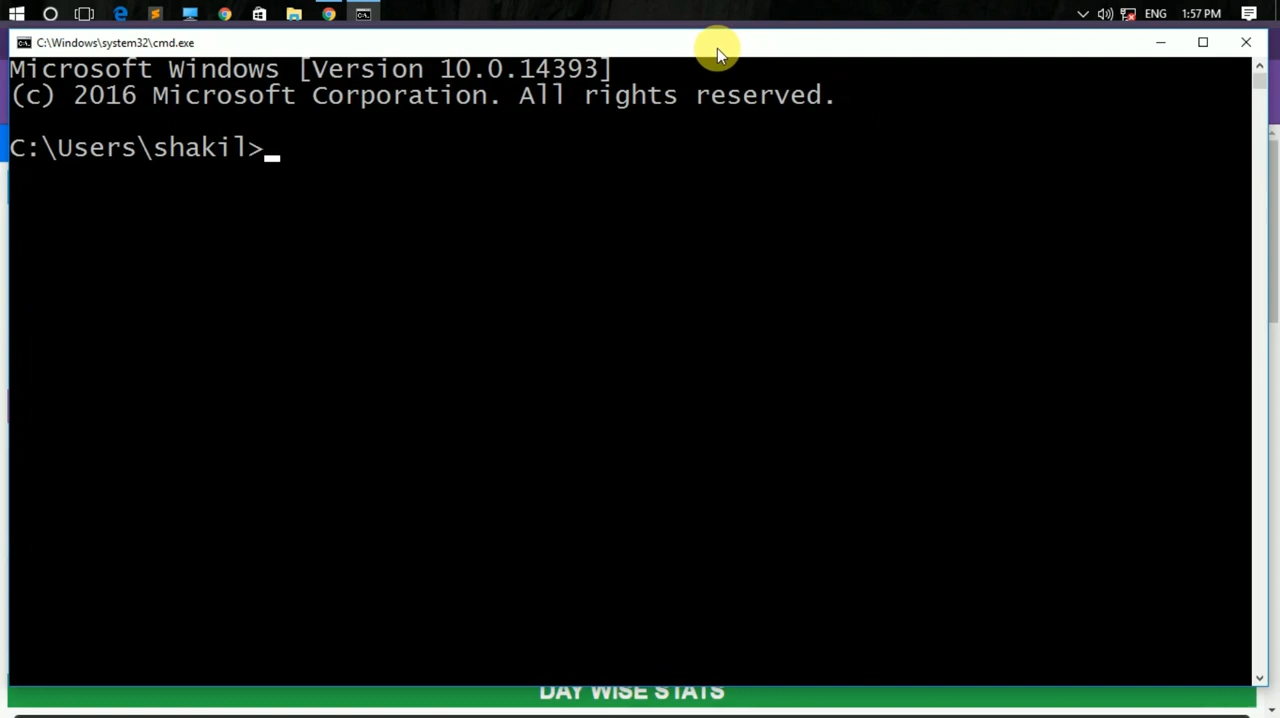 ENG 1:57 PM
C:\Windows\system32\cmd.exe
Microsoft Windows [Version 10.0.14393]
(c) 2016 Microsoft Corporation. All rights reserved.
C:\Users\shakil>
DAY WISE STATS